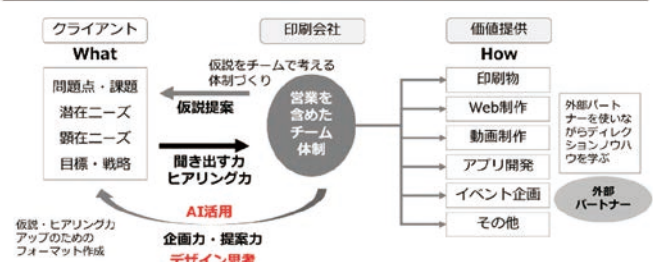 クライアント
What
問題点・課題
潜在ニーズ
顕在ニーズ
目標・戦略
仮説・ヒアリング力
アップのための
フォーマット作成
印刷会社
仮説をチームで考える
体制づくり
仮説提案
営業を
含めた
チーム
体制
聞き出す力
ヒアリング力
AI活用
企画力・提案力
デザイン思考
価値提供
How
印刷物
Web制作
動画制作
アプリ開発
イベント企画
その他
外部パート
ナーを使いな
がらディレク
ションノウハ
ウを学ぶ
外部
パートナー